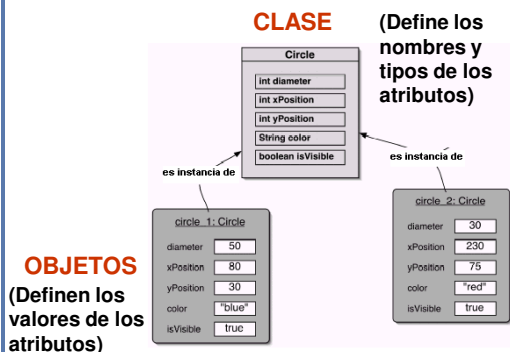 CLASE
(Define los
nombres y
tipos de los
atributos)
Circle
int diameter
int xPosition
int yPosition
String color
boolean isVisible
es instancia de
es instancia de
circle_1: Circle
diameter 50
xPosition 80
yPosition 30
color "blue"
isVisible true
circle_2: Circle
diameter 30
xPosition 230
yPosition 75
color "red"
isVisible true
OBJETOS
(Definen los
valores de los
atributos)